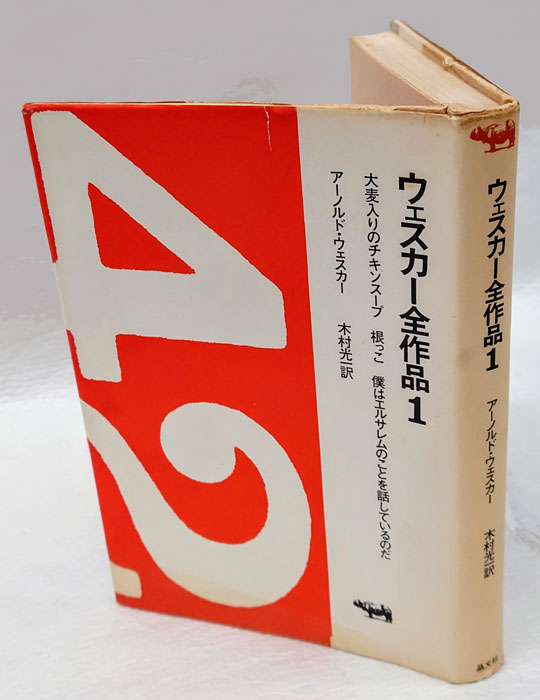 42
ウェスカー全作品1
大麦入りのチキンスープ　根っこ　僕はエルサレムのことを話しているのだ
アーノルド・ウェスカー　木村光一訳
ウェスカー全作品1
アーノルド・ウェスカー
木村光一訳
晶文社